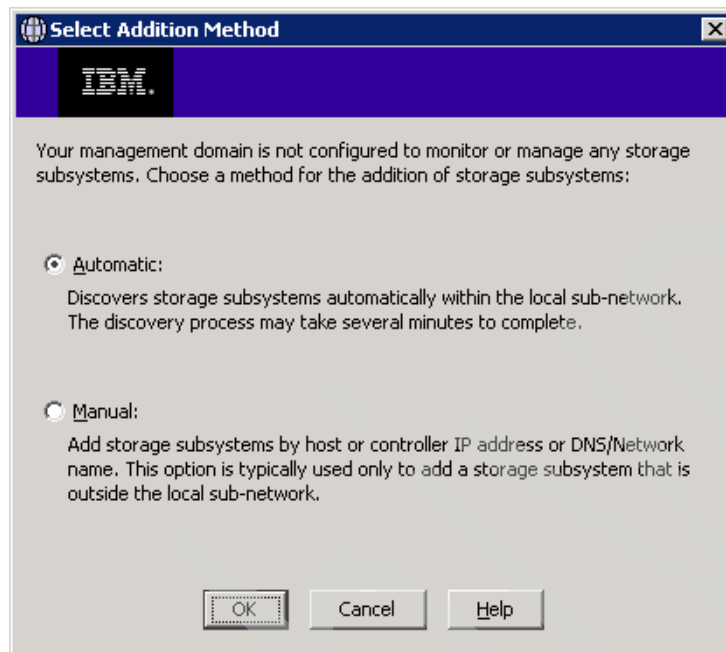 Select Addition Method
IBM.
Your management domain is not configured to monitor or manage any storage
subsystems. Choose a method for the addition of storage subsystems:
Automatic:
Discovers storage subsystems automatically within the local sub-network.
The discovery process may take several minutes to complete.
Manual:
Add storage subsystems by host or controller IP address or DNS/Network
name. This option is typically used only to add a storage subsystem that is
outside the local sub-network.
OK Cancel Help